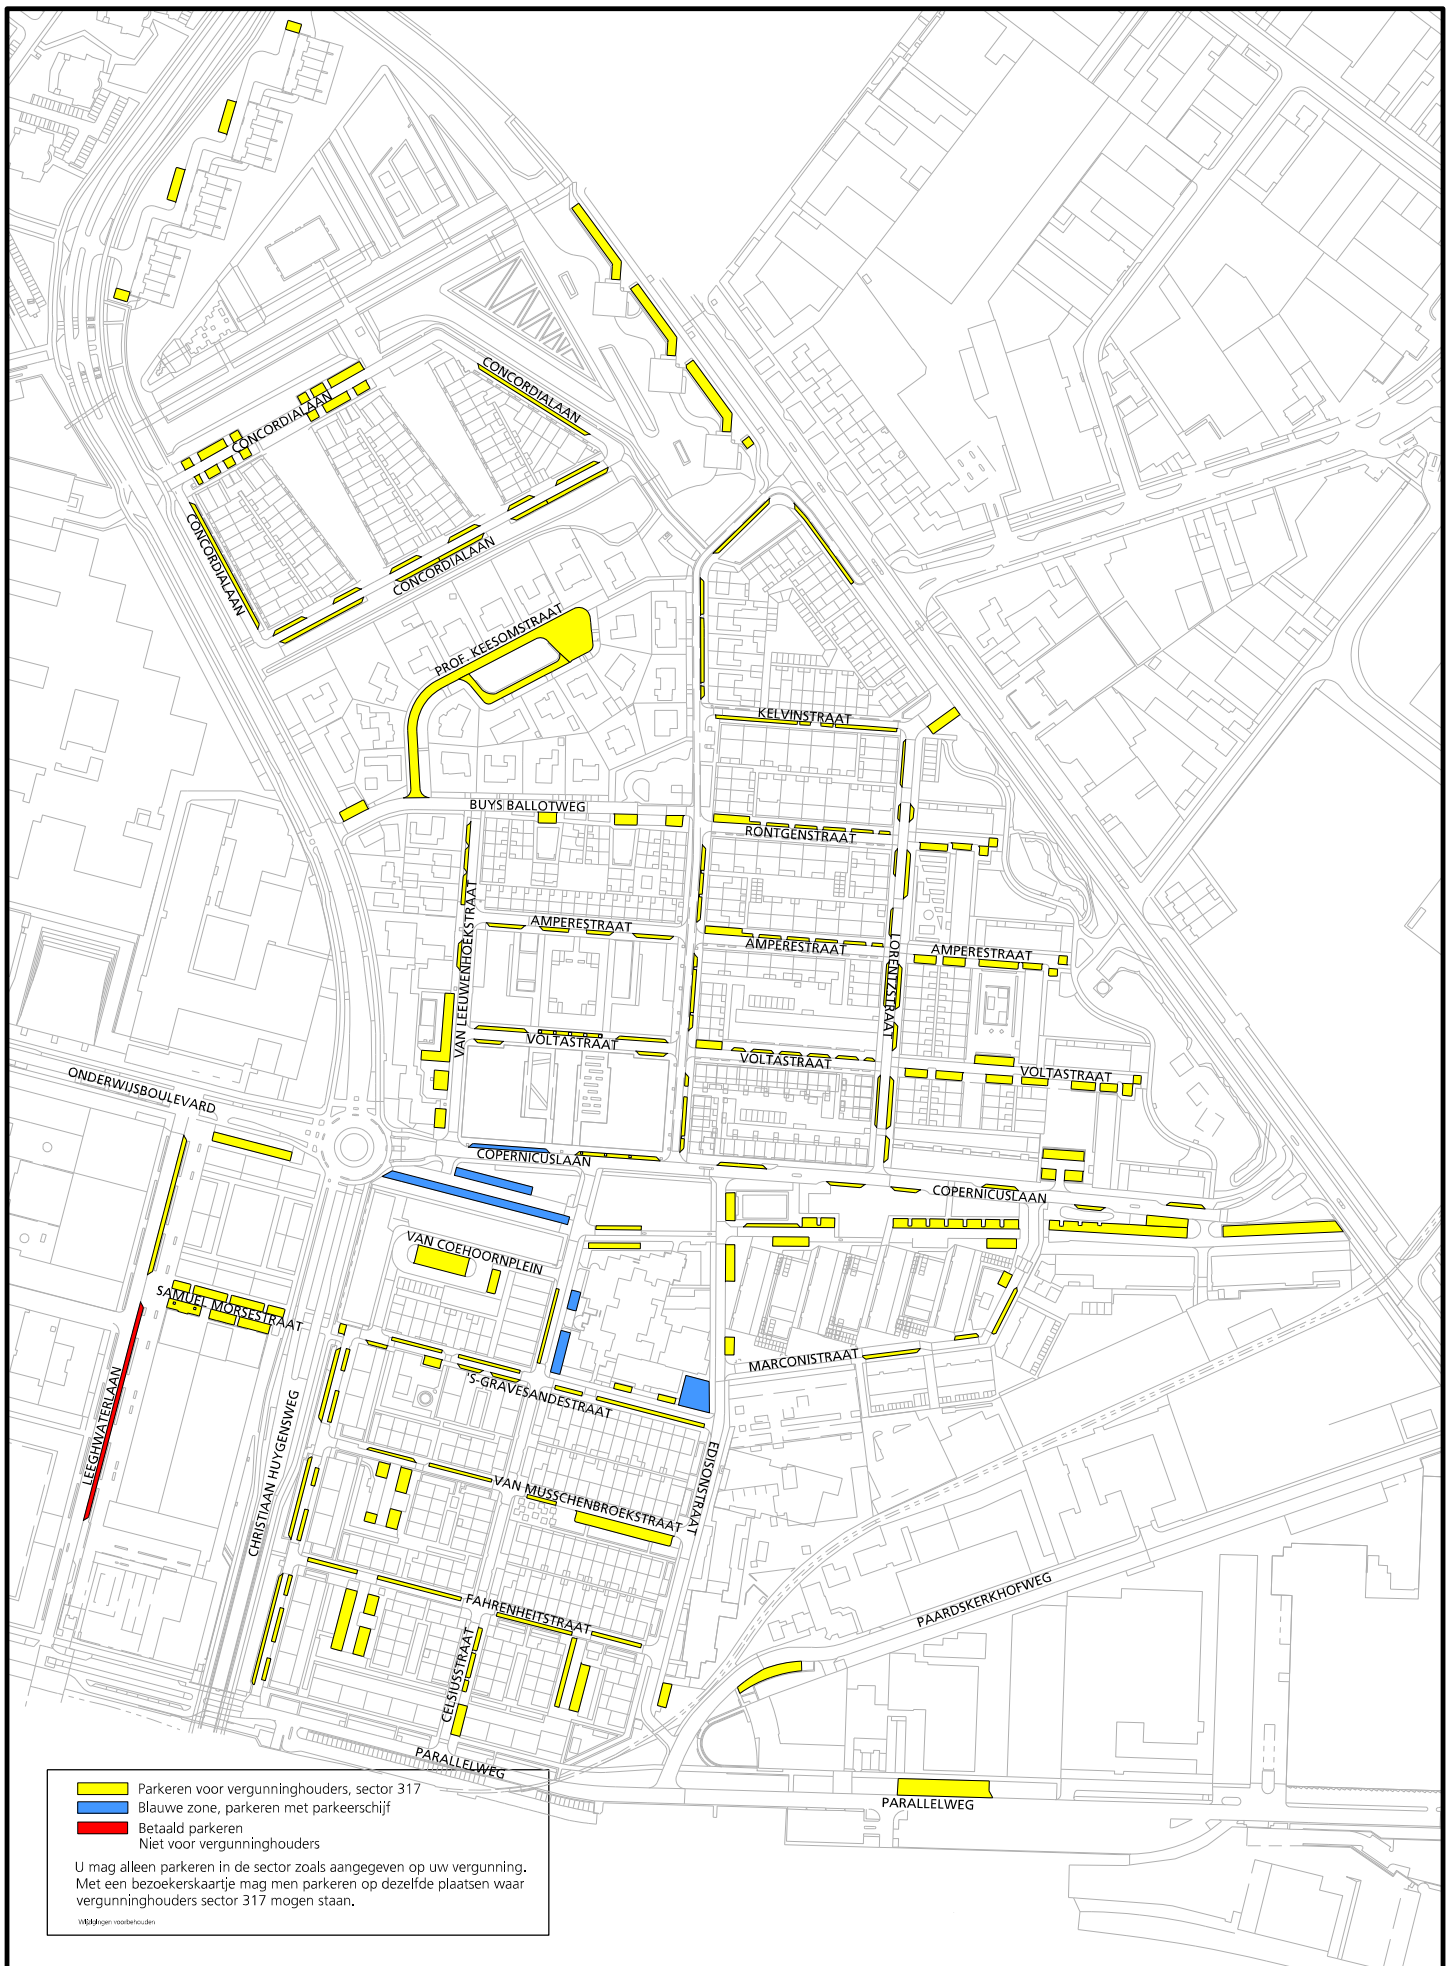 CONCORDIALAAN
CONCORDIALAAN
CONCORDIALAAN
CONCORDIALAAN
PROF. KEESOMSTRAAT
KELVINSTRAAT
BUYS BALLOTWEG
RONTGENSTRAAT
VAN LEEUWENHOEKSTRAAT
AMPERESTRAAT
AMPERESTRAAT
LORENTZSTRAAT
AMPERESTRAAT
VOLTASTRAAT
VOLTASTRAAT
VOLTASTRAAT
ONDERWIJSBOULEVARD
COPERNICUSLAAN
COPERNICUSLAAN
VAN COEHOORNPLEIN
SAMUEL MORSESTRAAT
MARCONISTRAAT
'S-GRAVESANDESTRAAT
LEEGHWATERLAAN
CHRISTIAAN HUYGENSWEG
EDISONSTRAAT
VAN MUSSCHENBROEKSTRAAT
PAARDSKERKHOFWEG
FAHRENHEITSTRAAT
CELSIUSSTRAAT
PARALLELWEG
PARALLELWEG
Parkeren voor vergunninghouders, sector 317
Blauwe zone, parkeren met parkeerschijf
Betaald parkeren
Niet voor vergunninghouders
U mag alleen parkeren in de sector zoals aangegeven op uw vergunning.
Met een bezoekerskaartje mag men parkeren op dezelfde plaatsen waar
vergunninghouders sector 317 mogen staan.
Wijzigingen voorbehouden